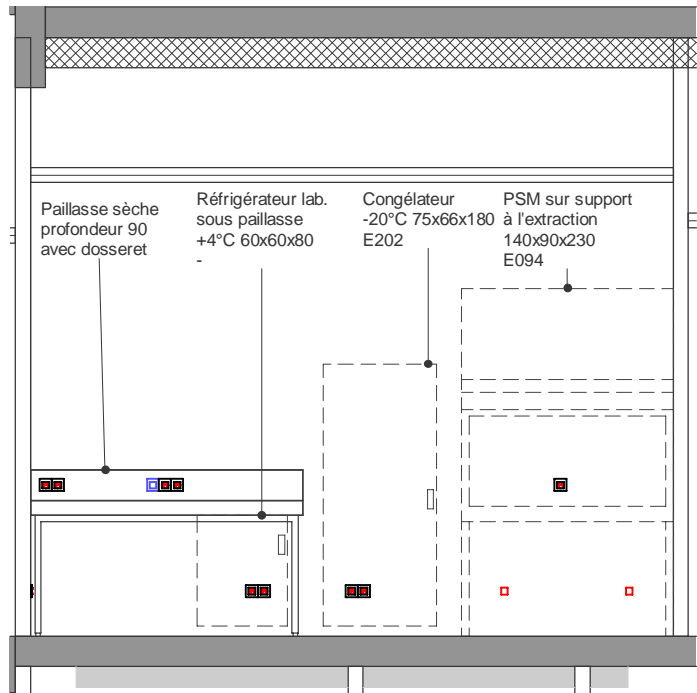 Paillasse sèche
profondeur 90
avec dosseret
Réfrigérateur lab.
sous paillasse
+4°C 60x60x80
-
Congélateur
-20°C 75x66x180
E202
PSM sur support
à l'extraction
140x90x230
E094